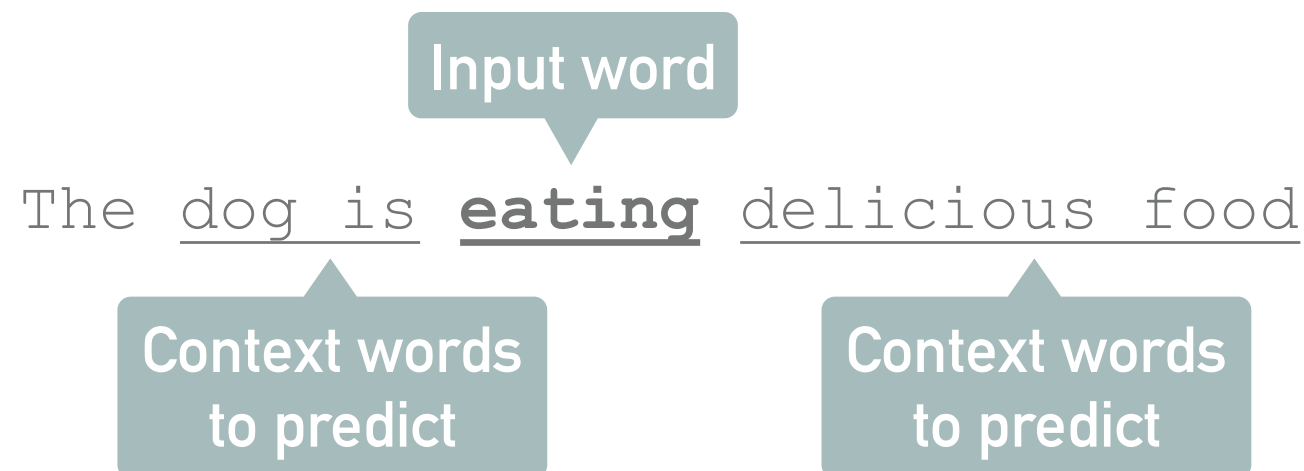 Input word
The dog is eating delicious food
Context words
to predict
Context words
to predict